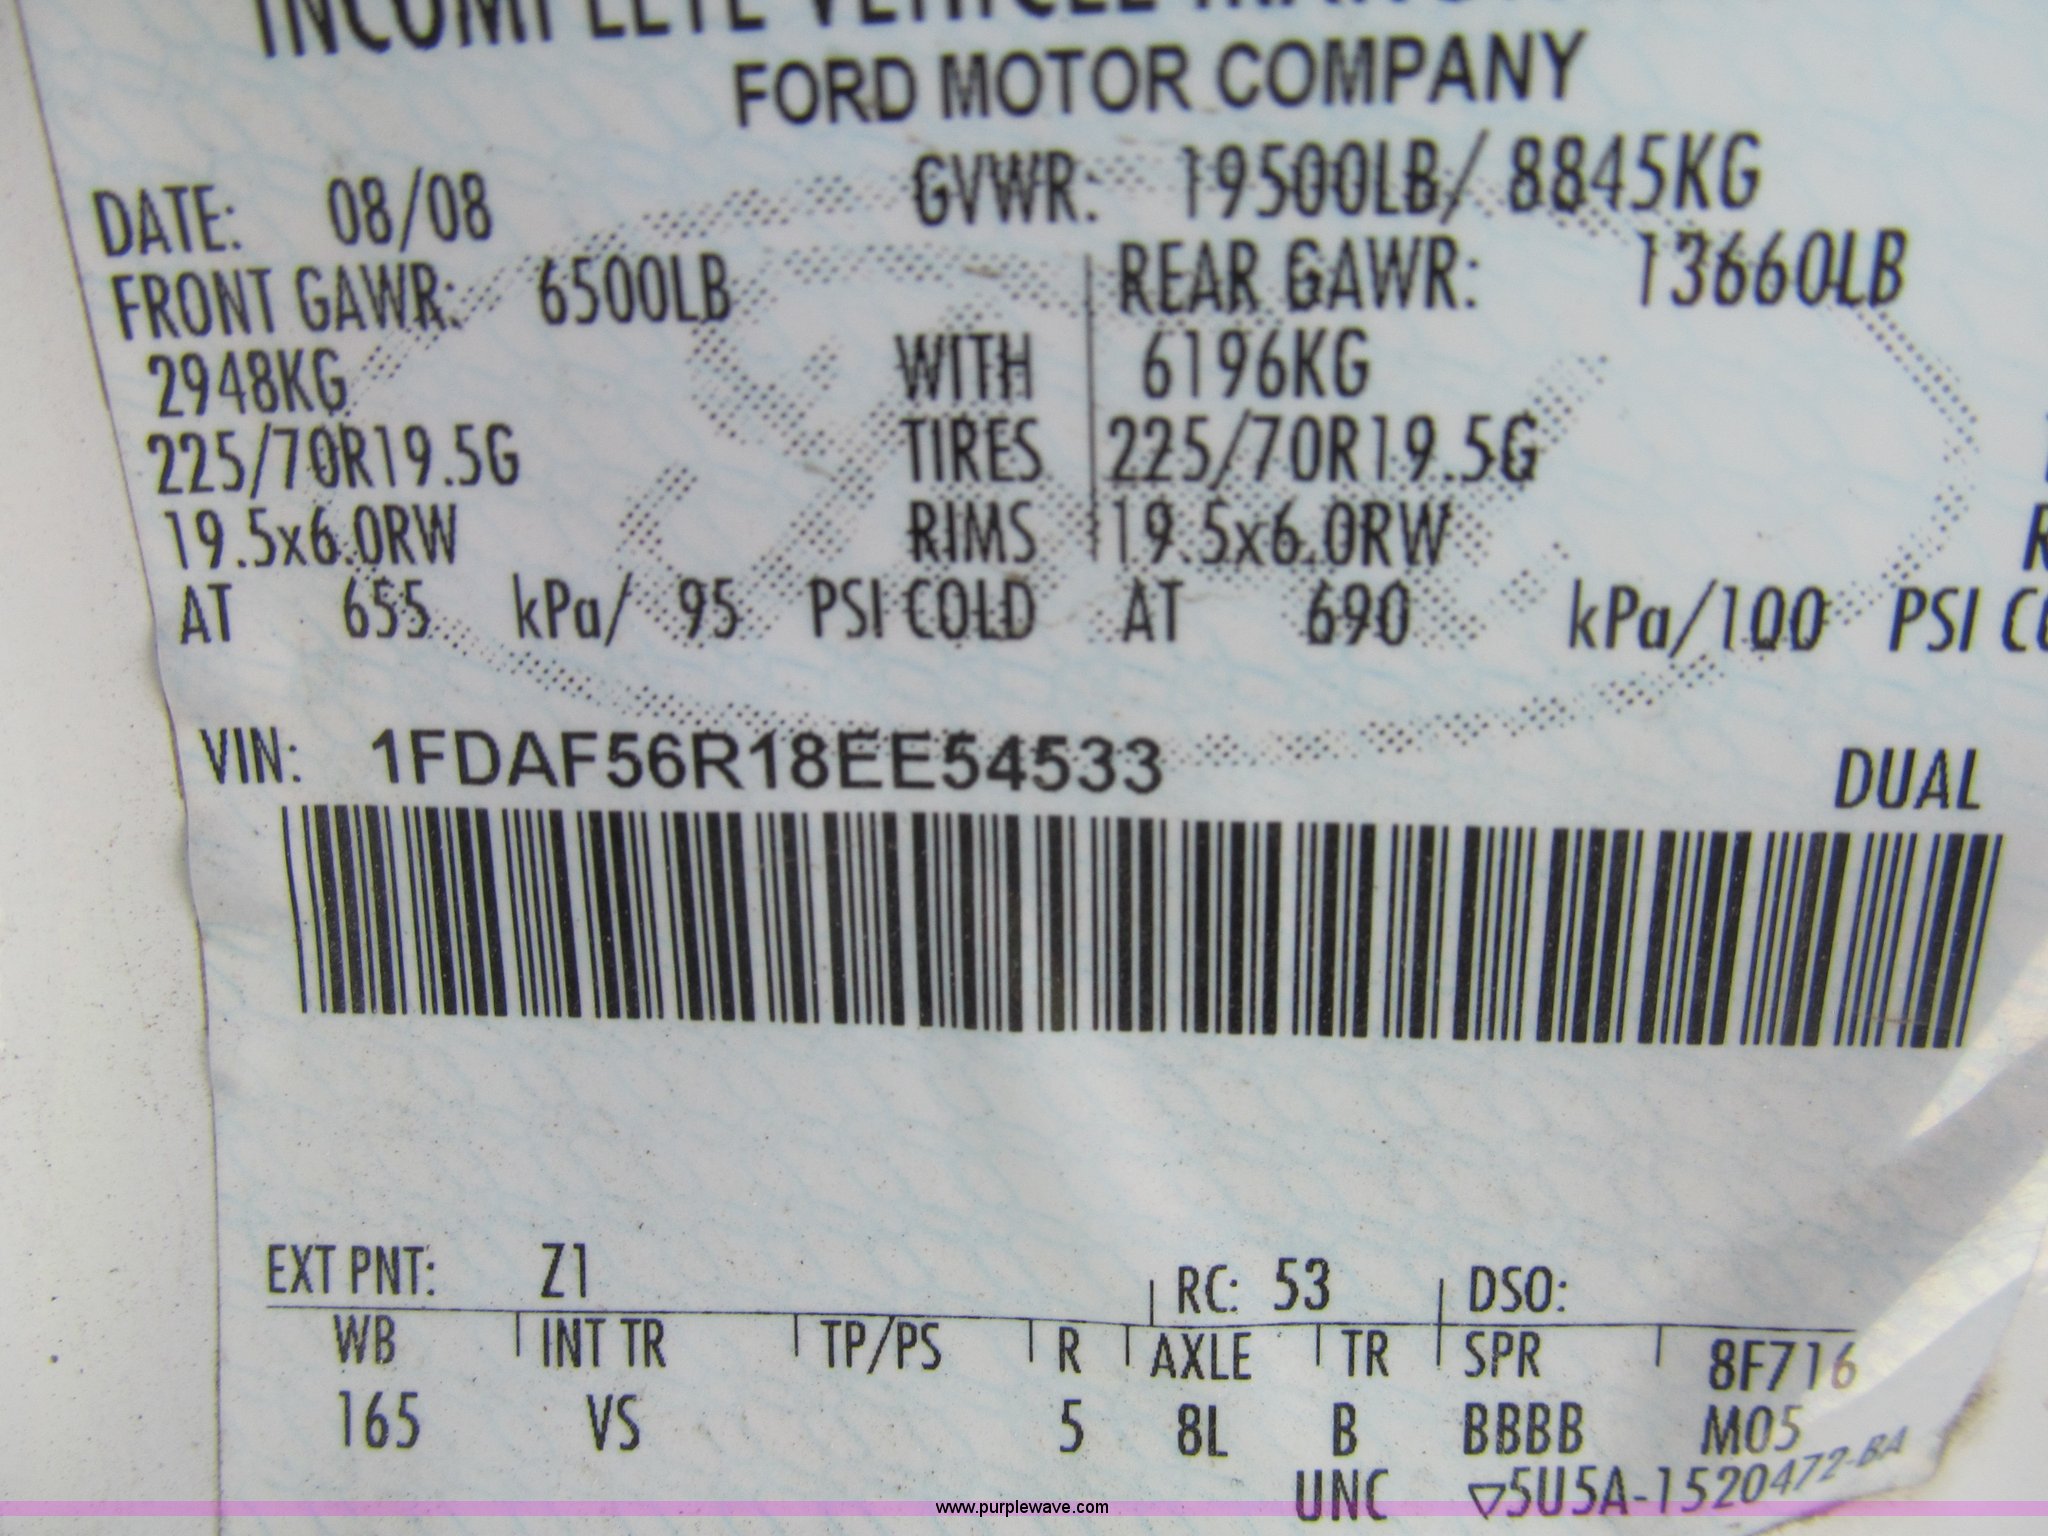 INCOMPLETE VEHICLE
FORD MOTOR COMPANY
DATE: 08/08 GVWR: 19500LB/ 8845KG
FRONT GAWR: 6500LB REAR GAWR: 13660LB
2948KG WITH 6196KG
225/70R19.5G TIRES 225/70R19.5G
19.5x6.0RW RIMS 19.5x6.0RW
AT 655 kPa/ 95 PSI COLD AT 690 kPa/100 PSI
VIN: 1FDAF56R18EE54533 DUAL
EXT PNT: Z1 RC: 53 DSO:
WB INT TR TP/PS R AXLE TR SPR 8F716
165 VS 5 8L B BBBB M05
UNC ▽5U5A-1520472-BA
www.purplewave.com